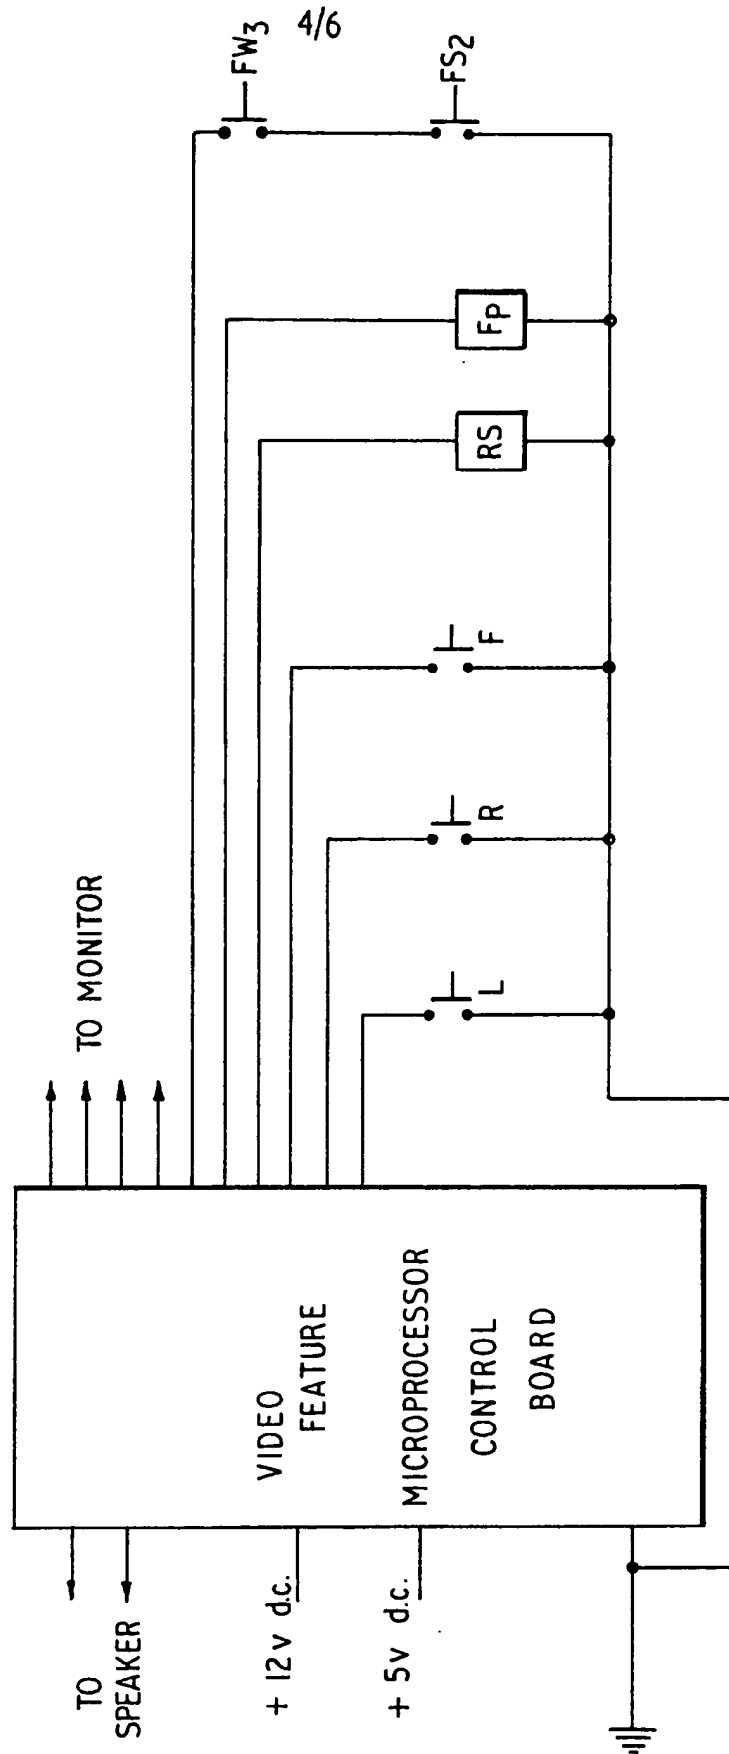 4/6
TO
SPEAKER
+ 12v d.c.
+ 5v d.c.
VIDEO
FEATURE
MICROPROCESSOR
CONTROL
BOARD
TO MONITOR
L
R
F
RS
FP
FW3
FS2